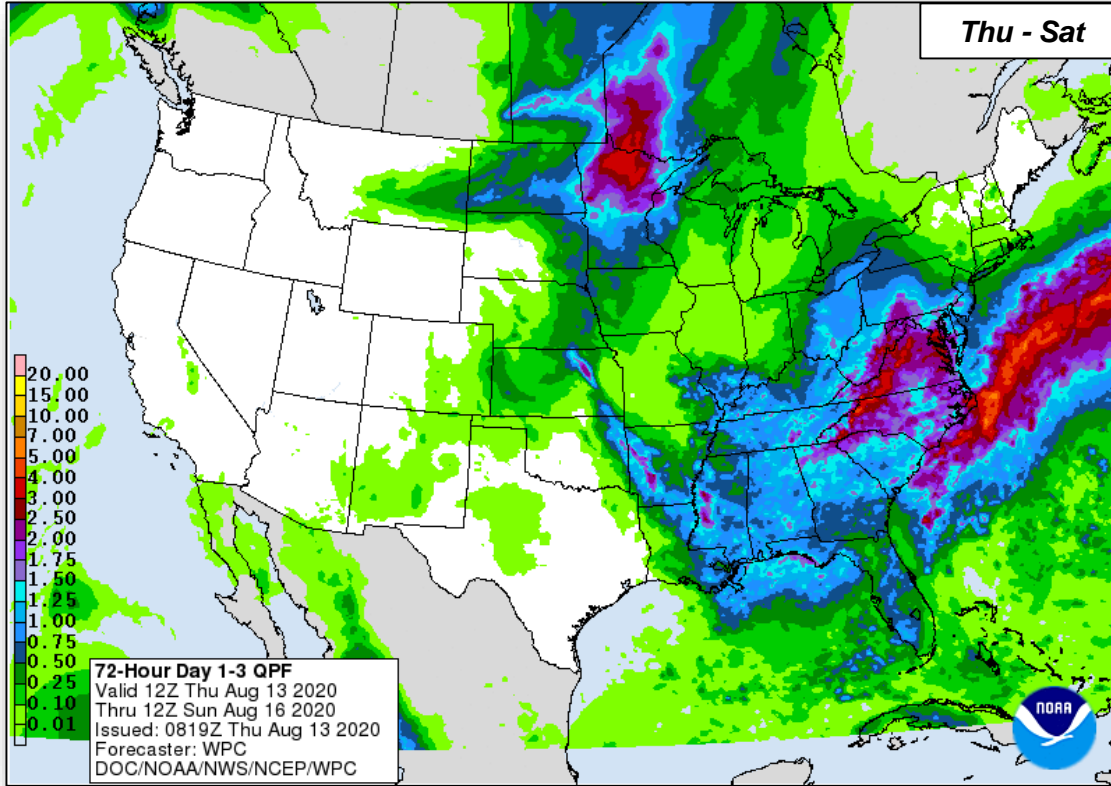 Thu - Sat
20.00
15.00
10.00
7.00
5.00
4.00
3.00
2.50
2.00
1.75
1.50
1.25
1.00
0.75
0.50
0.25
0.10
0.01
72-Hour Day 1-3 QPF
Valid 12Z Thu Aug 13 2020
Thru 12Z Sun Aug 16 2020
Issued: 0819Z Thu Aug 13 2020
Forecaster: WPC
DOC/NOAA/NWS/NCEP/WPC
NOAA